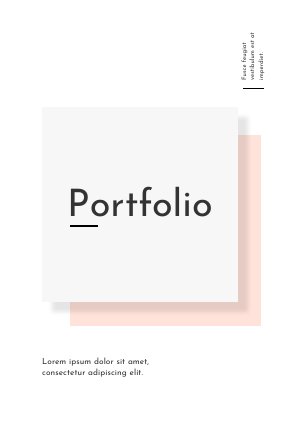 Fusce feugiat
vestibulum est at
imperdiet.
Portfolio
Lorem ipsum dolor sit amet,
consectetur adipiscing elit.